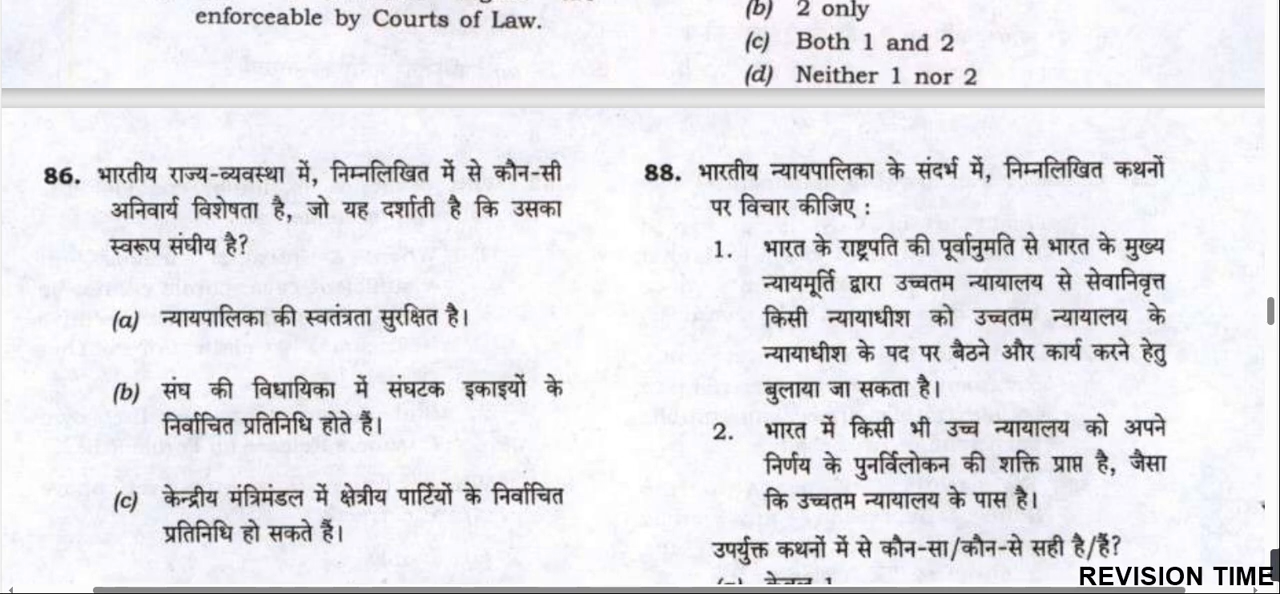 enforceable by Courts of Law.
(b) 2 only
(c) Both 1 and 2
(d) Neither 1 nor 2
86. भारतीय राज्य-व्यवस्था में, निम्नलिखित में से कौन-सी
अनिवार्य विशेषता है, जो यह दर्शाती है कि उसका
स्वरूप संघीय है?
(a) न्यायपालिका की स्वतंत्रता सुरक्षित है।
(b) संघ की विधायिका में संघटक इकाइयों के
निर्वाचित प्रतिनिधि होते हैं।
(c) केन्द्रीय मंत्रिमंडल में क्षेत्रीय पार्टियों के निर्वाचित
प्रतिनिधि हो सकते हैं।
88. भारतीय न्यायपालिका के संदर्भ में, निम्नलिखित कथनों
पर विचार कीजिए :
1. भारत के राष्ट्रपति की पूर्वानुमति से भारत के मुख्य
न्यायमूर्ति द्वारा उच्चतम न्यायालय से सेवानिवृत्त
किसी न्यायाधीश को उच्चतम न्यायालय के
न्यायाधीश के पद पर बैठने और कार्य करने हेतु
बुलाया जा सकता है।
2. भारत में किसी भी उच्च न्यायालय को अपने
निर्णय के पुनर्विलोकन की शक्ति प्राप्त है, जैसा
कि उच्चतम न्यायालय के पास है।
उपर्युक्त कथनों में से कौन-सा/कौन-से सही है/हैं?
REVISION TIME